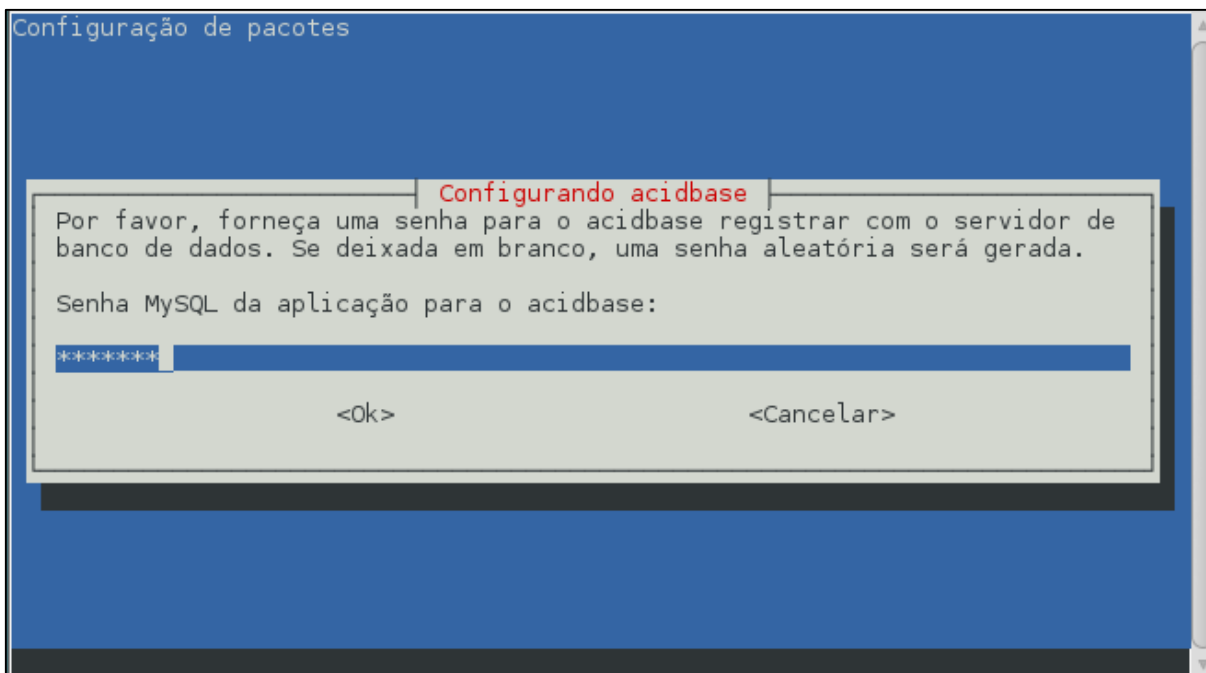 Configuração de pacotes
Configurando acidbase
Por favor, forneça uma senha para o acidbase registrar com o servidor de
banco de dados. Se deixada em branco, uma senha aleatória será gerada.
Senha MySQL da aplicação para o acidbase:
*******
<Ok> <Cancelar>